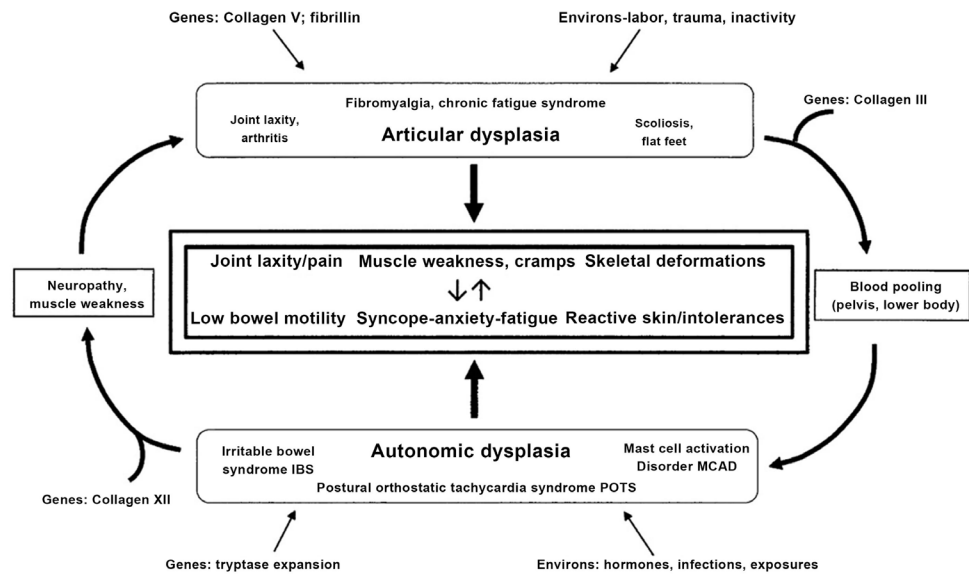 Genes: Collagen V; fibrillin
Environs-labor, trauma, inactivity
Fibromyalgia, chronic fatigue syndrome
Genes: Collagen III
Joint laxity,
arthritis
Articular dysplasia
Scoliosis,
flat feet
Joint laxity/pain Muscle weakness, cramps Skeletal deformations
↓↑
Low bowel motility Syncope-anxiety-fatigue Reactive skin/intolerances
Neuropathy,
muscle weakness
Blood pooling
(pelvis, lower body)
Irritable bowel
syndrome IBS
Autonomic dysplasia
Mast cell activation
Disorder MCAD
Postural orthostatic tachycardia syndrome POTS
Genes: Collagen XII
Genes: tryptase expansion
Environs: hormones, infections, exposures